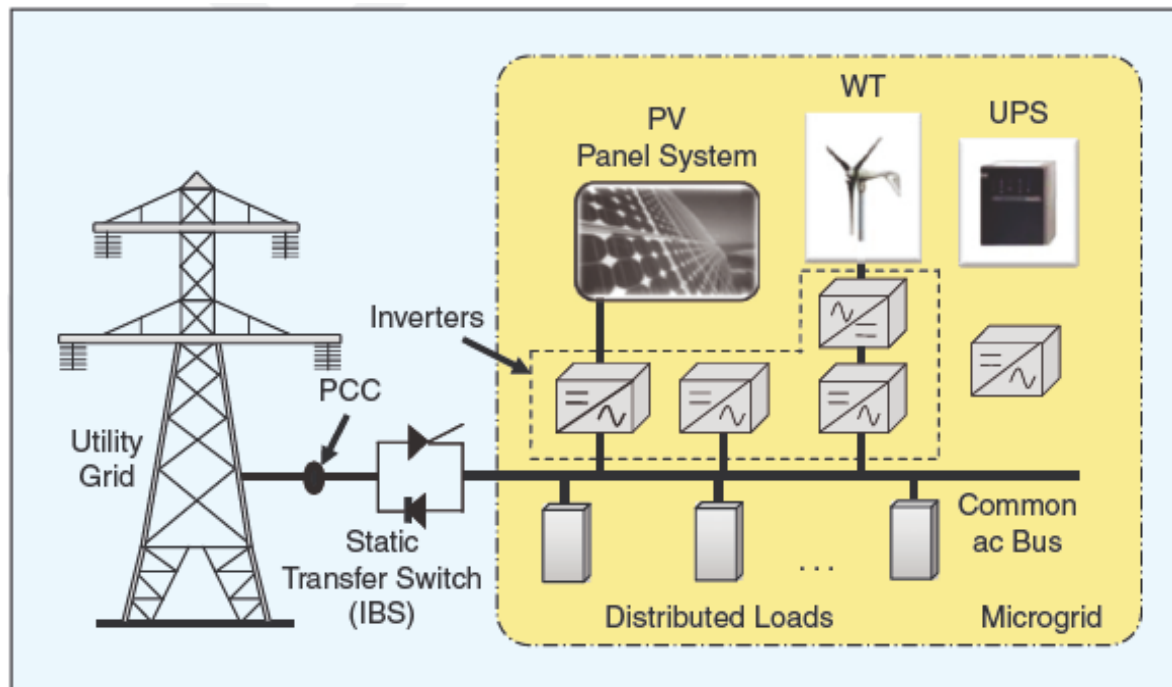 WT
UPS
PV
Panel System
Inverters
PCC
Utility
Grid
Static
Transfer Switch
(IBS)
Common
ac Bus
...
Distributed Loads
Microgrid